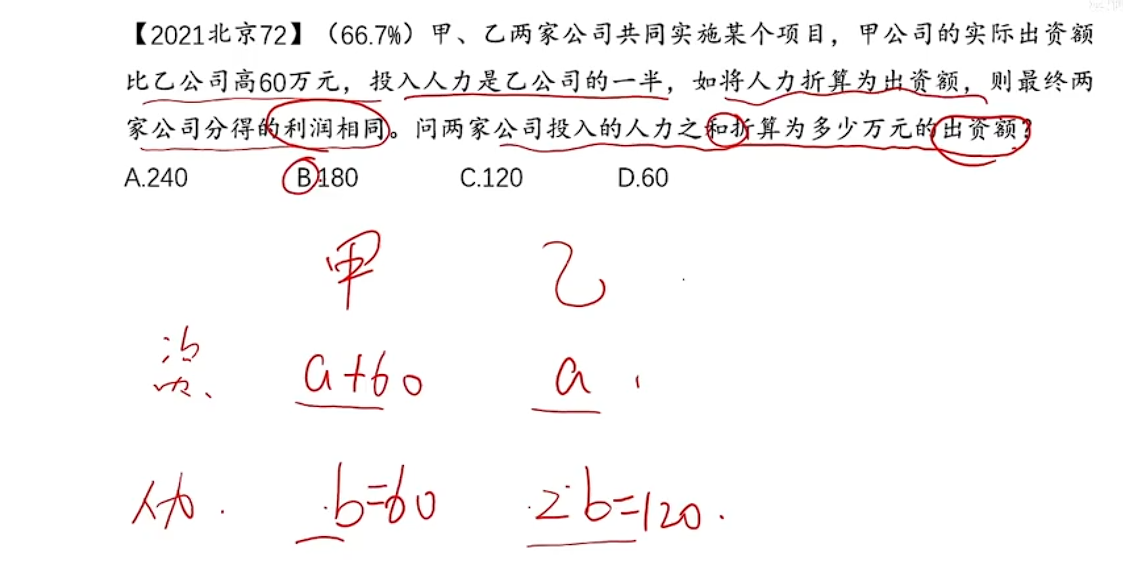 【2021北京72】（66.7%）甲、乙两家公司共同实施某个项目，甲公司的实际出资额
比乙公司高60万元，投入人力是乙公司的一半，如将人力折算为出资额，则最终两
家公司分得的利润相同。问两家公司投入的人力之和折算为多少万元的出资额？
A.240 B.180 C.120 D.60
甲 乙
资 a+60 a
人力 b=60 2b=120